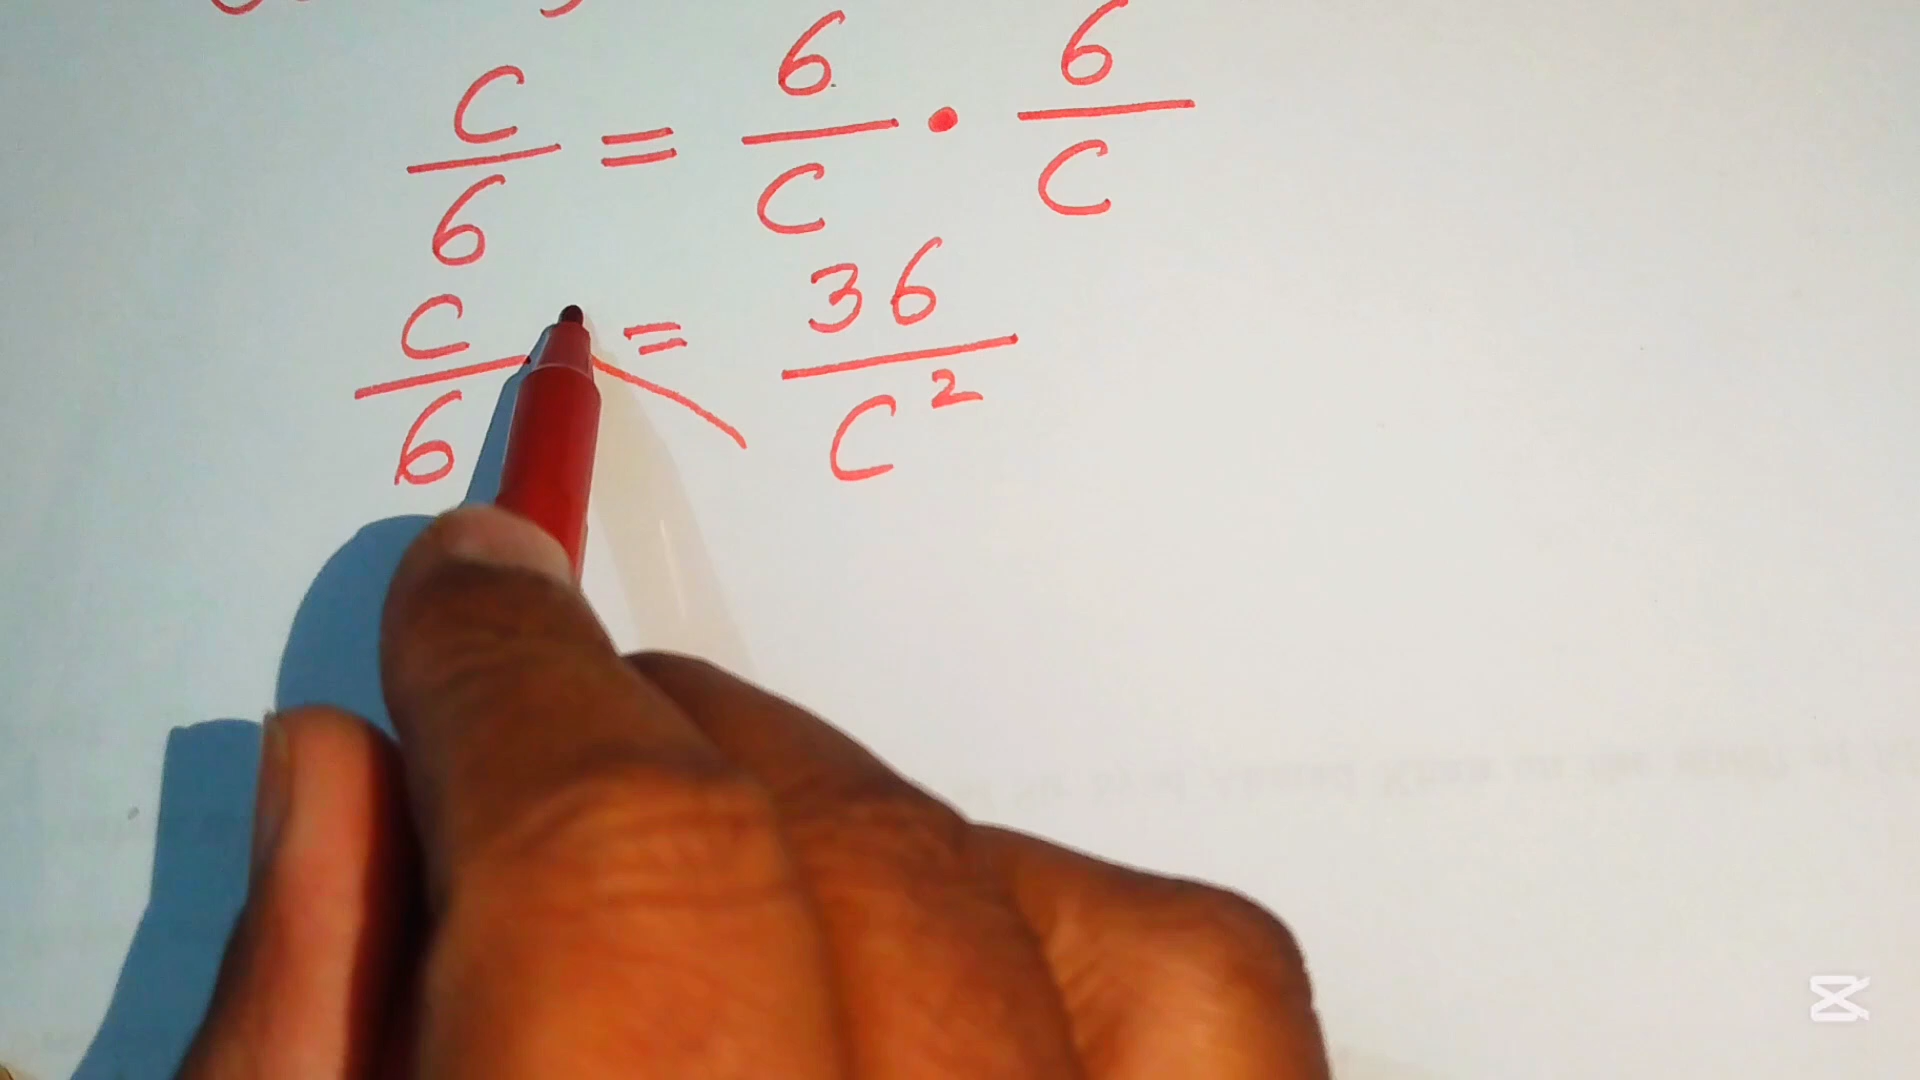 C/6 = 6/C · 6/C
C/6 = 36/C²